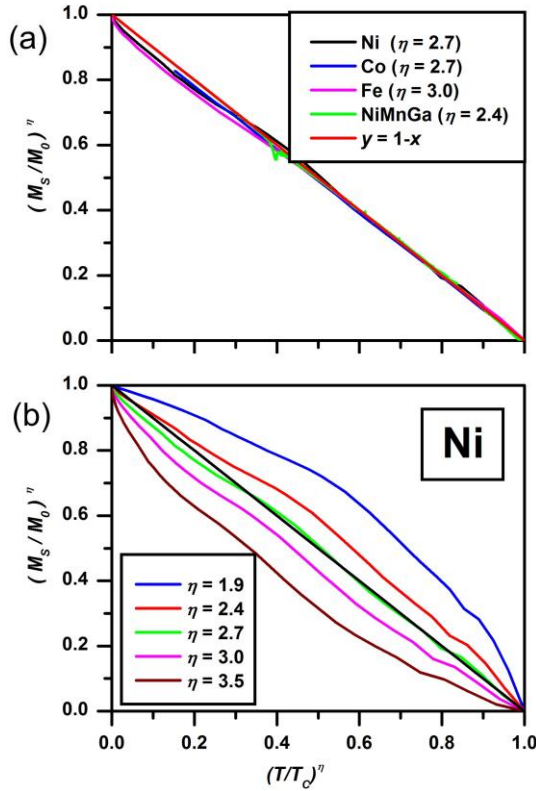 (a)
1.0
0.8
0.6
0.4
0.2
0.0
(M_s/M_0)^η
Ni (η = 2.7)
Co (η = 2.7)
Fe (η = 3.0)
NiMnGa (η = 2.4)
y = 1-x
(b)
1.0
0.8
0.6
0.4
0.2
0.0
(M_s/M_0)^η
Ni
η = 1.9
η = 2.4
η = 2.7
η = 3.0
η = 3.5
0.0 0.2 0.4 0.6 0.8 1.0
(T/T_C)^η